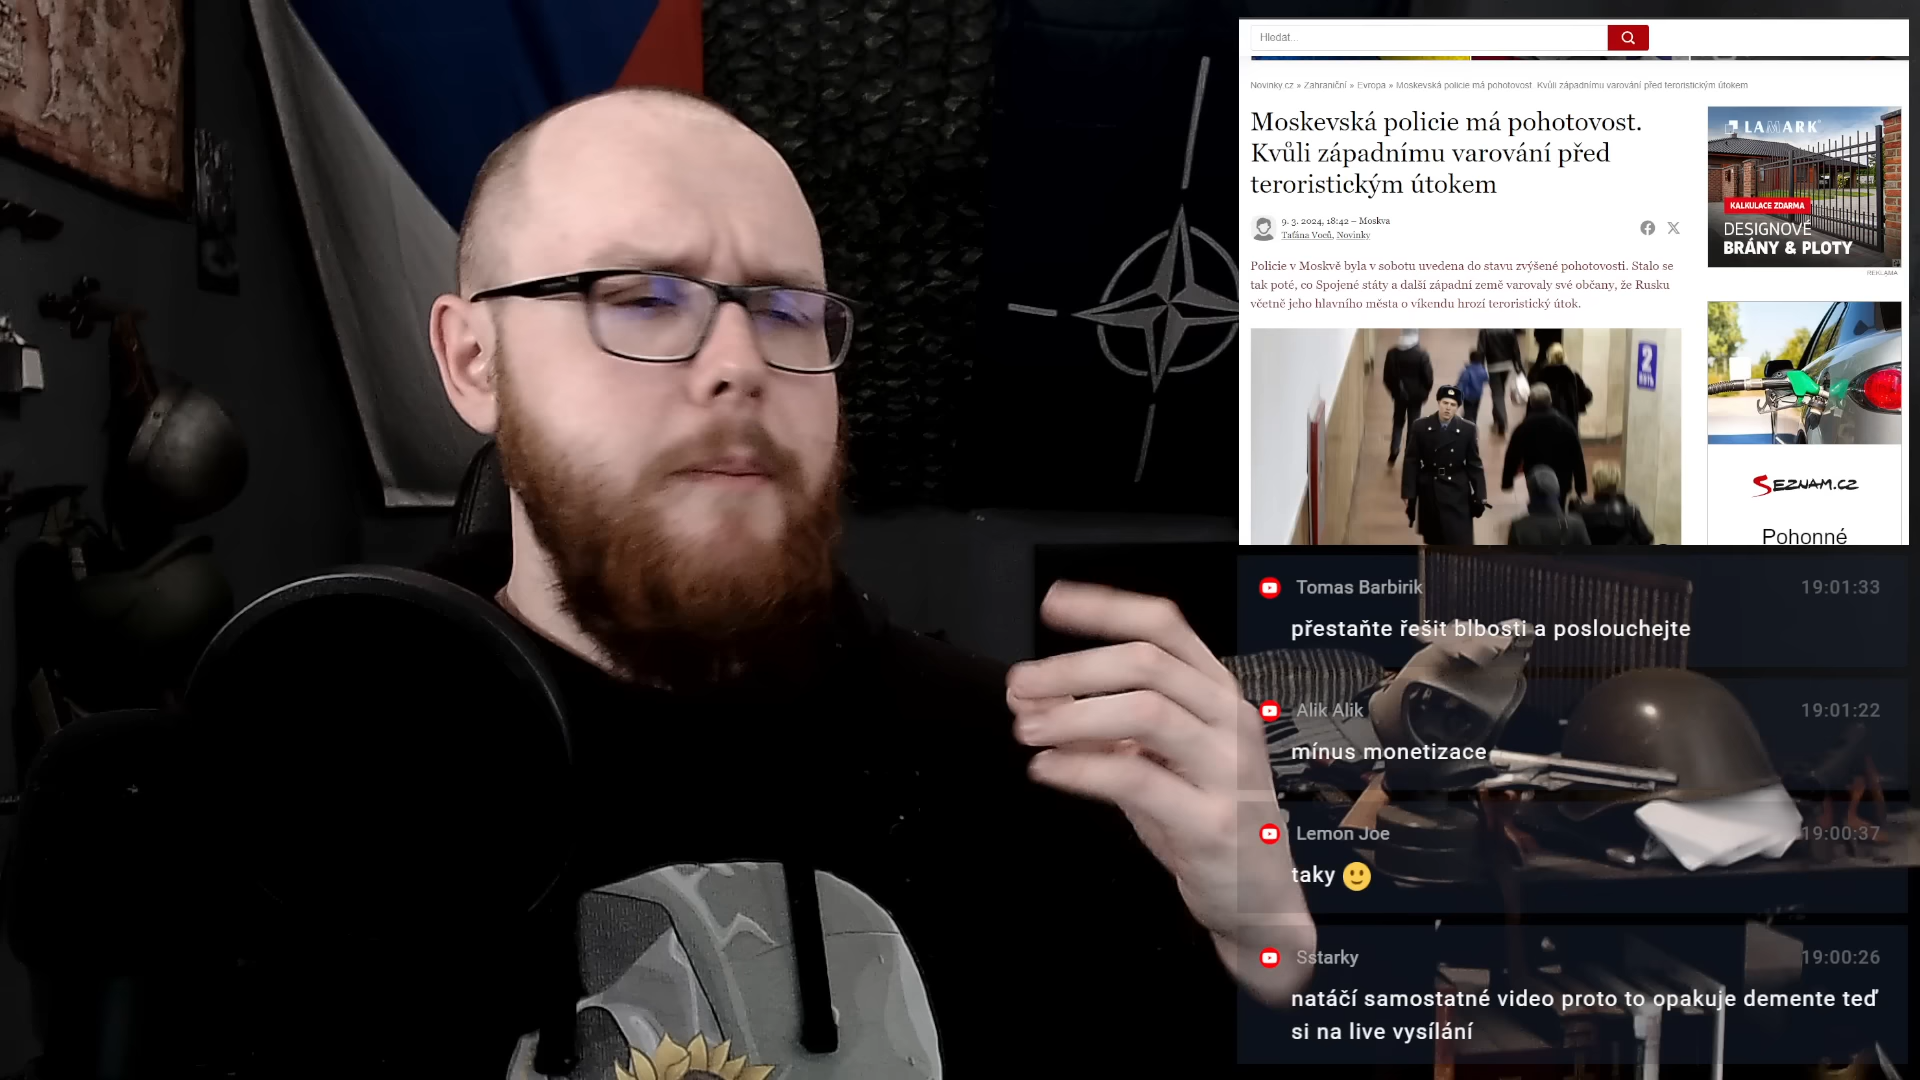 Hledat...
Novinky.cz » Zahraniční » Evropa » Moskevská policie má pohotovost. Kvůli západnímu varování před teroristickým útokem
Moskevská policie má pohotovost.
Kvůli západnímu varování před
teroristickým útokem
9. 3. 2024, 18:42 – Moskva
Taťána Voců, Novinky
Policie v Moskvě byla v sobotu uvedena do stavu zvýšené pohotovosti. Stalo se
tak poté, co Spojené státy a další západní země varovaly své občany, že Rusku
včetně jeho hlavního města o víkendu hrozí teroristický útok.
2
LAMARK
KALKULACE ZDARMA
DESIGNOVÉ
BRÁNY & PLOTY
REKLAMA
SEZNAM.CZ
Pohonné
Tomas Barbirik 19:01:33
přestaňte řešit blbosti a poslouchejte
Alik Alik 19:01:22
mínus monetizace
Lemon Joe 19:00:37
taky 🙂
Sstarky 19:00:26
natáčí samostatné video proto to opakuje demente teď
si na live vysílání